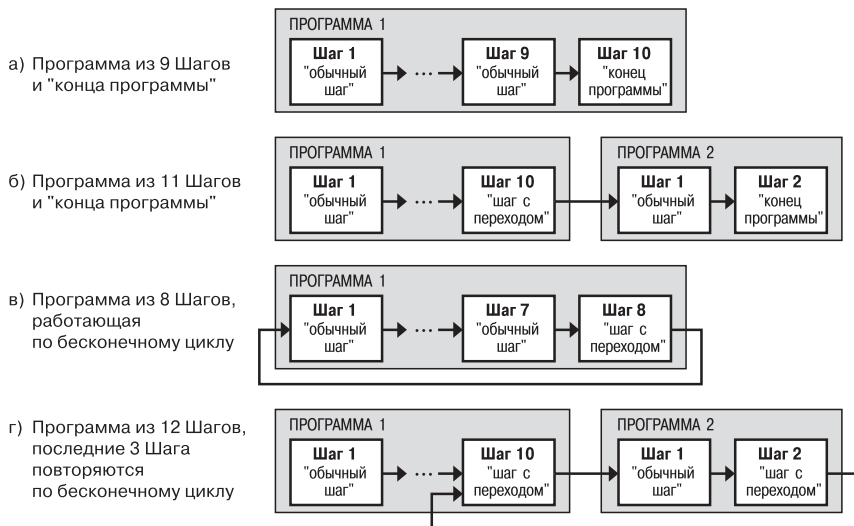 а) Программа из 9 Шагов
и "конца программы"
ПРОГРАММА 1
Шаг 1
"обычный
шаг"
...
Шаг 9
"обычный
шаг"
Шаг 10
"конец
программы"
б) Программа из 11 Шагов
и "конца программы"
ПРОГРАММА 1
Шаг 1
"обычный
шаг"
...
Шаг 10
"шаг с
переходом"
ПРОГРАММА 2
Шаг 1
"обычный
шаг"
Шаг 2
"конец
программы"
в) Программа из 8 Шагов,
работающая
по бесконечному циклу
ПРОГРАММА 1
Шаг 1
"обычный
шаг"
...
Шаг 7
"обычный
шаг"
Шаг 8
"шаг с
переходом"
г) Программа из 12 Шагов,
последние 3 Шага
повторяются
по бесконечному циклу
ПРОГРАММА 1
Шаг 1
"обычный
шаг"
...
Шаг 10
"шаг с
переходом"
ПРОГРАММА 2
Шаг 1
"обычный
шаг"
Шаг 2
"шаг с
переходом"